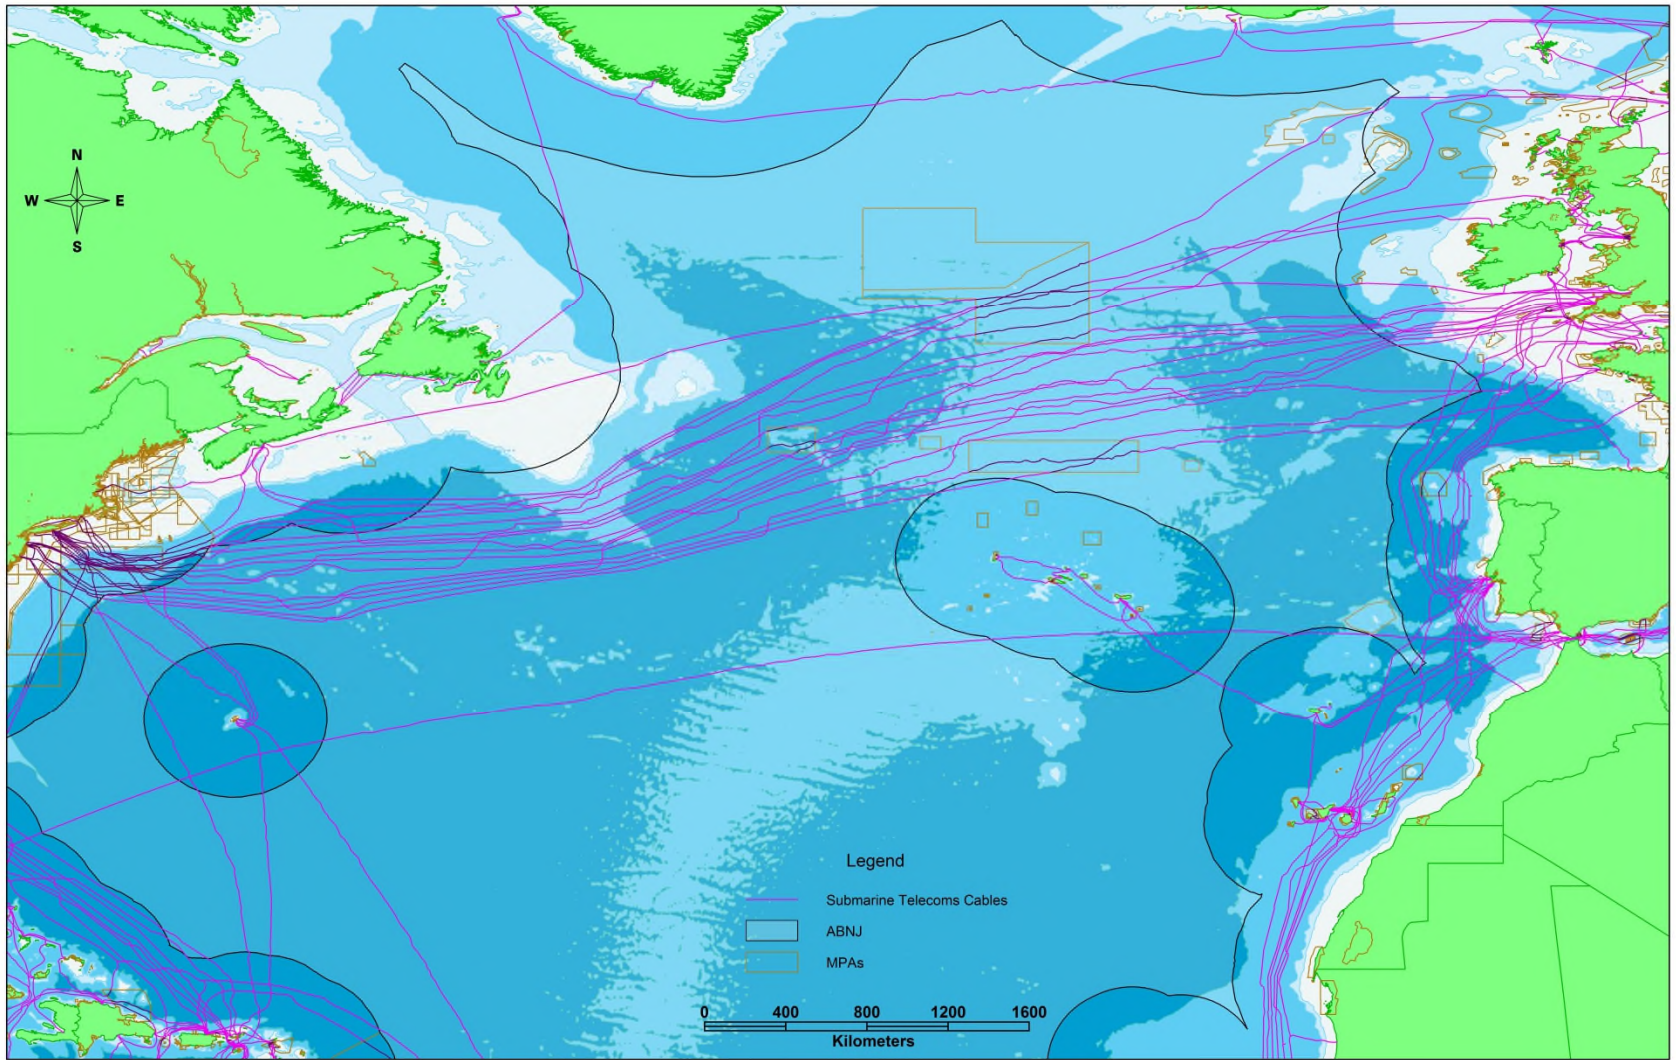 N
W E
S
Legend
Submarine Telecoms Cables
ABNJ
MPAs
0 400 800 1200 1600
Kilometers